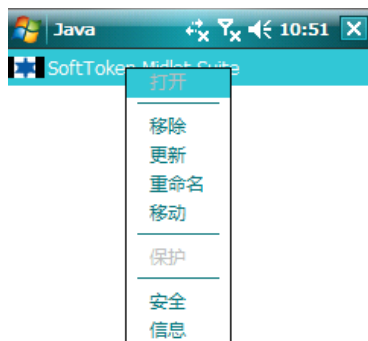 Java 10:51
SoftToken Midlet Suite
打开
移除
更新
重命名
移动
保护
安全
信息